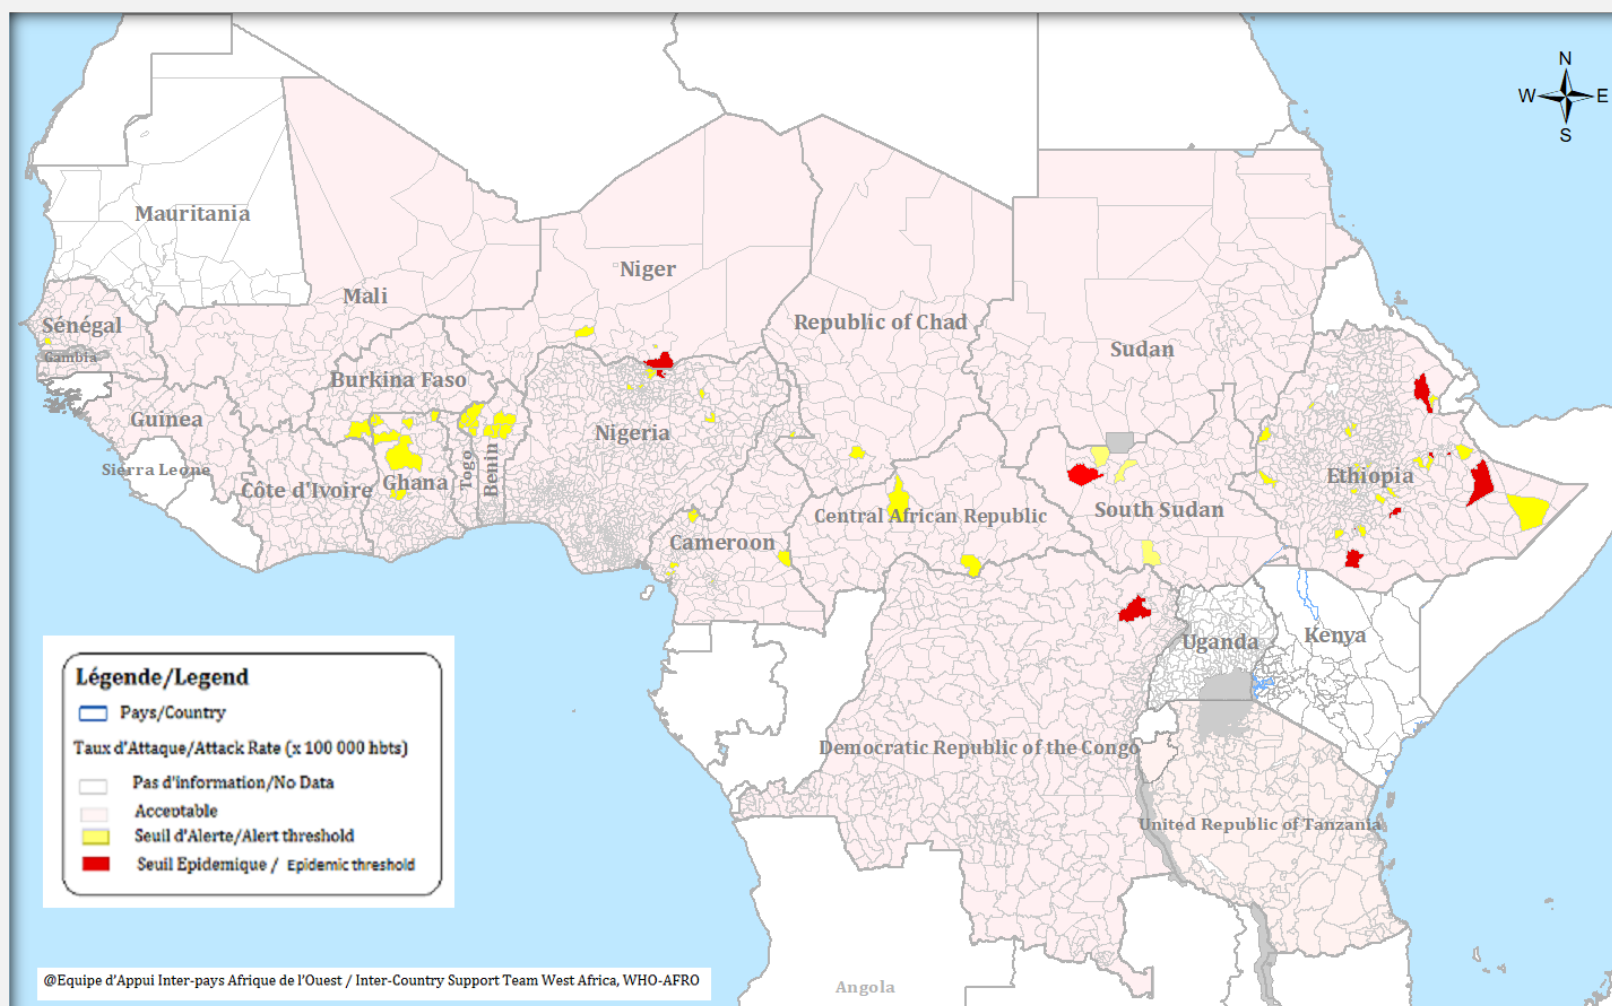 N
W E
S
Mauritania
Niger
Mali
Sénégal
Gambia
Republic of Chad
Sudan
Burkina Faso
Guinea
Nigeria
Sierra Leone
Côte d'Ivoire
Ghana
Togo
Benin
Ethiopia
South Sudan
Central African Republic
Cameroon
Uganda
Kenya
Democratic Republic of the Congo
United Republic of Tanzania
Angola
Légende/Legend
Pays/Country
Taux d'Attaque/Attack Rate (x 100 000 hbts)
Pas d'information/No Data
Acceptable
Seuil d'Alerte/Alert threshold
Seuil Epidemique / Epidemic threshold
@Equipe d'Appui Inter-pays Afrique de l'Ouest / Inter-Country Support Team West Africa, WHO-AFRO